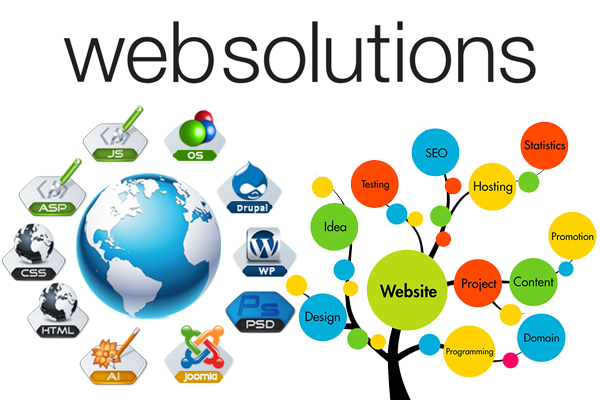 websolutions
JS
OS
ASP
Drupal
CSS
WP
HTML
PSD
AI
Joomla
Statistics
SEO
Testing
Hosting
Idea
Promotion
Website
Project
Content
Design
Domain
Programming